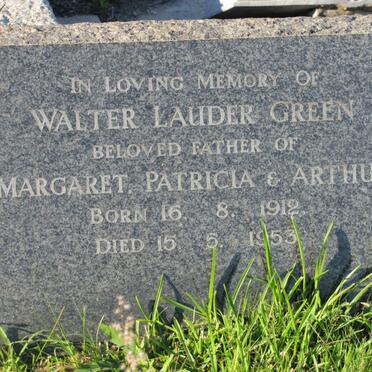 IN LOVING MEMORY OF
WALTER LAUDER GREEN
BELOVED FATHER OF
MARGARET, PATRICIA & ARTHU
BORN 16. 8. 1912.
DIED 15. 5. 1953.